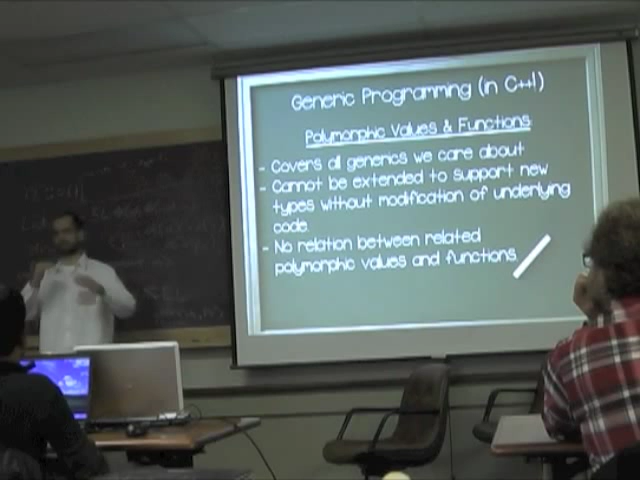 Generic Programming (in C++!)
Polymorphic Values & Functions
- Covers all generics we care about
- Cannot be extended to support new
types without modification of underlying
code.
- No relation between related
polymorphic values and functions.